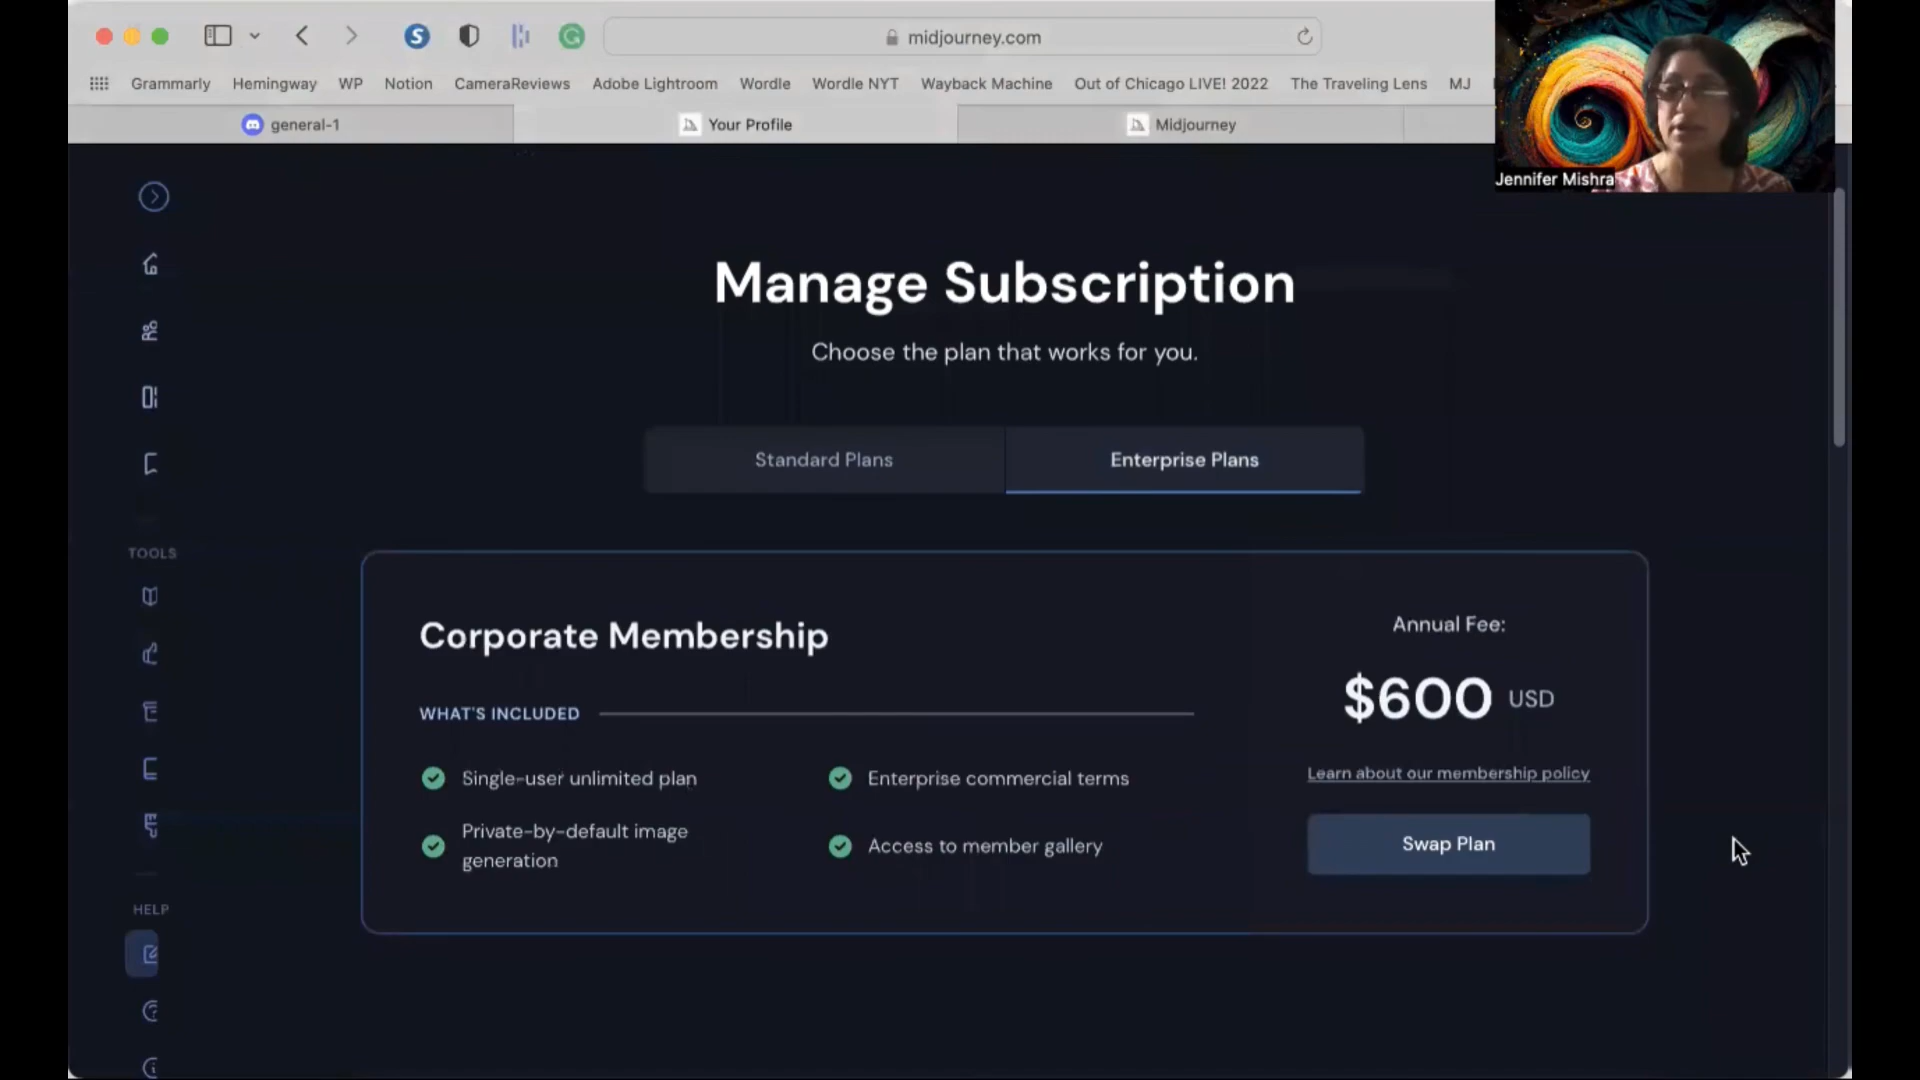 midjourney.com
Grammarly Hemingway WP Notion CameraReviews Adobe Lightroom Wordle Wordle NYT Wayback Machine Out of Chicago LIVE! 2022 The Traveling Lens MJ
general-1 Your Profile Midjourney
Jennifer Mishra
Manage Subscription
Choose the plan that works for you.
Standard Plans Enterprise Plans
TOOLS
HELP
Corporate Membership
WHAT'S INCLUDED
Single-user unlimited plan
Enterprise commercial terms
Private-by-default image
generation
Access to member gallery
Annual Fee:
$600 USD
Learn about our membership policy
Swap Plan